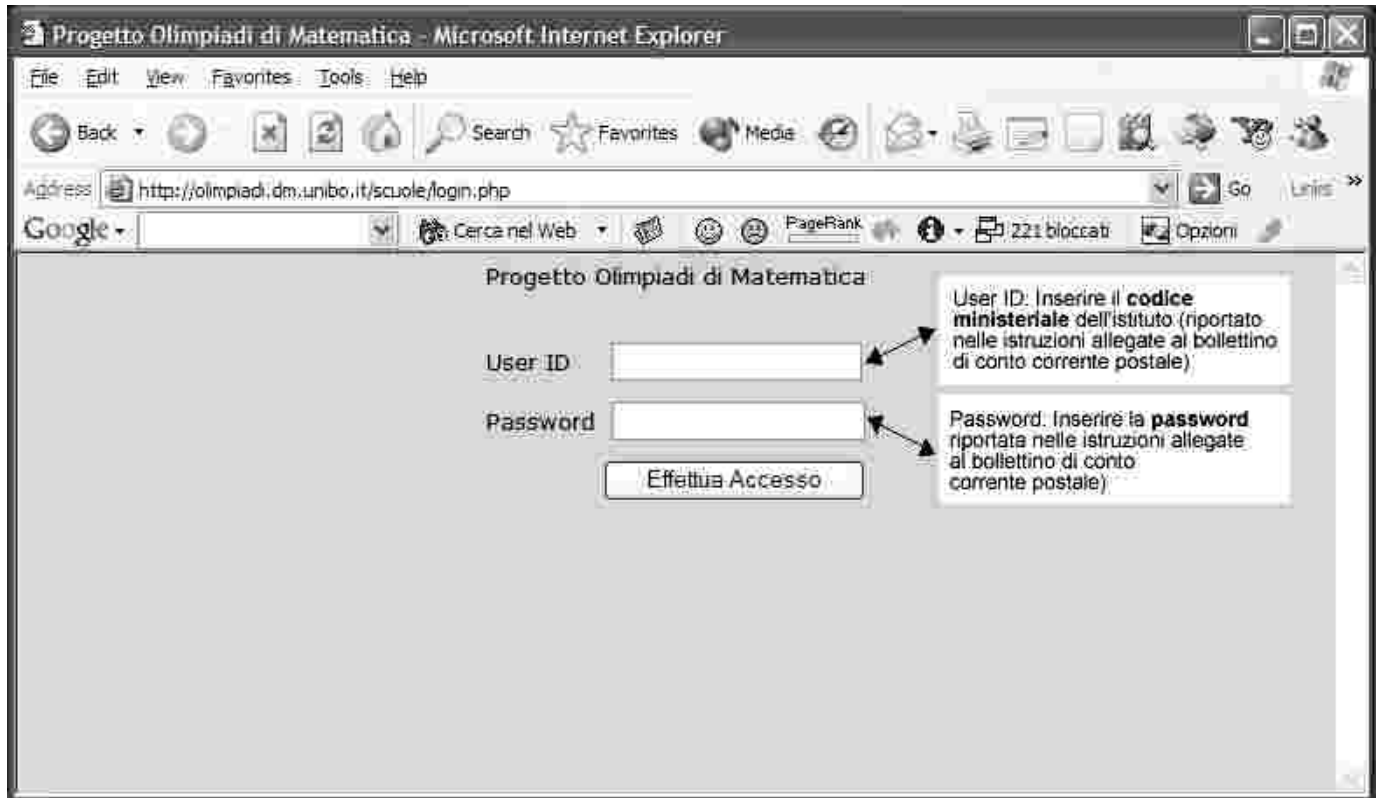 Progetto Olimpiadi di Matematica - Microsoft Internet Explorer
File Edit View Favorites Tools Help
Back Search Favorites Media
Address http://olimpiadi.dm.unibo.it/scuole/login.php Go Links »
Google Cerca nel Web PageRank 221 bloccati Opzioni
Progetto Olimpiadi di Matematica
User ID
Password
Effettua Accesso
User ID: Inserire il codice
ministeriale dell'istituto (riportato
nelle istruzioni allegate al bollettino
di conto corrente postale)
Password: Inserire la password
riportata nelle istruzioni allegate
al bollettino di conto
corrente postale)